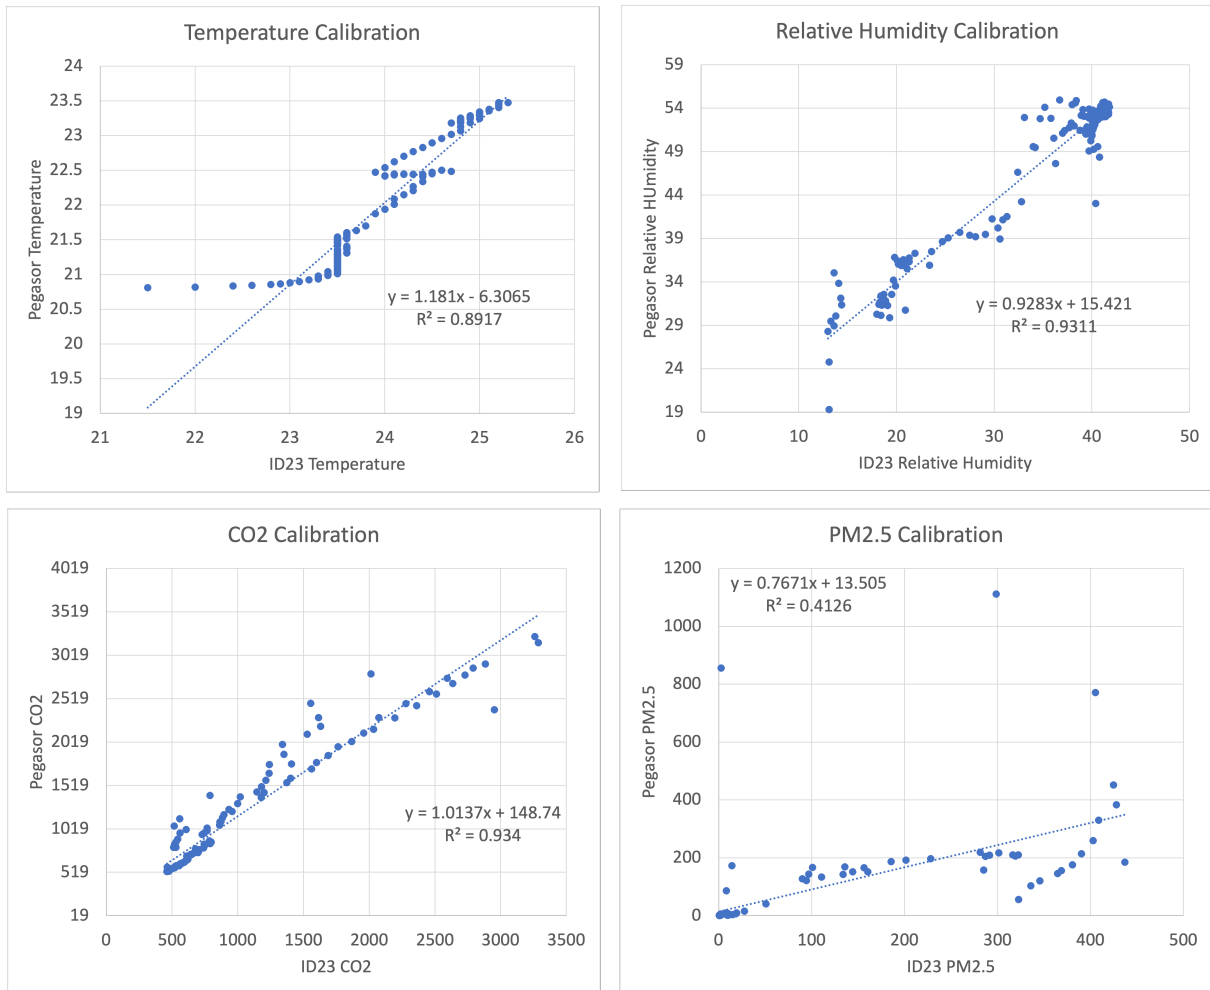 Temperature Calibration
24
23.5
23
22.5
22
21.5
21
20.5
20
19.5
19
Pegasor Temperature
y = 1.181x - 6.3065
R² = 0.8917
21 22 23 24 25 26
ID23 Temperature
Relative Humidity Calibration
59
54
49
44
39
34
29
24
19
Pegasor Relative HUmidity
y = 0.9283x + 15.421
R² = 0.9311
0 10 20 30 40 50
ID23 Relative Humidity
CO2 Calibration
4019
3519
3019
2519
2019
1519
1019
519
19
Pegasor CO2
y = 1.0137x + 148.74
R² = 0.934
0 500 1000 1500 2000 2500 3000 3500
ID23 CO2
PM2.5 Calibration
1200
1000
800
600
400
200
0
Pegasor PM2.5
y = 0.7671x + 13.505
R² = 0.4126
0 100 200 300 400 500
ID23 PM2.5